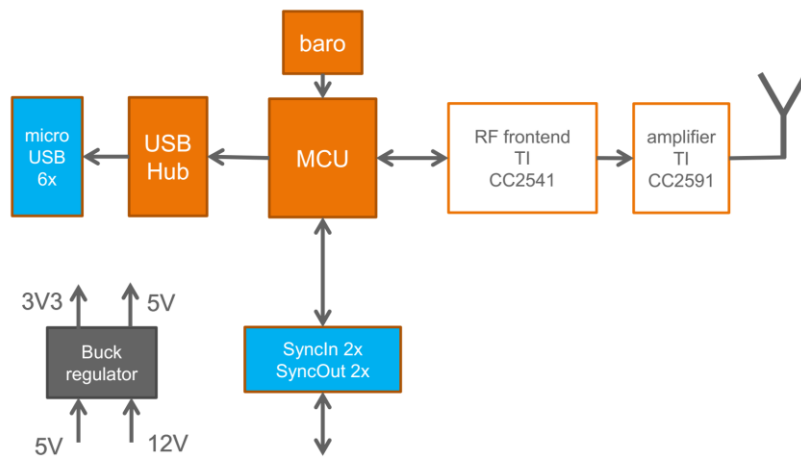 baro
micro
USB
6x
USB
Hub
MCU
RF frontend
TI
CC2541
amplifier
TI
CC2591
3V3
5V
Buck
regulator
5V
12V
SyncIn 2x
SyncOut 2x